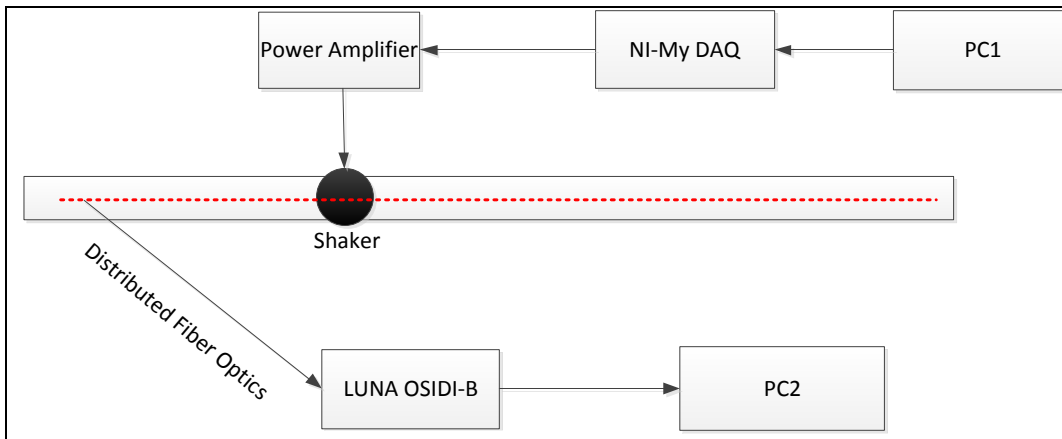 Power Amplifier
NI-My DAQ
PC1
Shaker
Distributed Fiber Optics
LUNA OSIDI-B
PC2